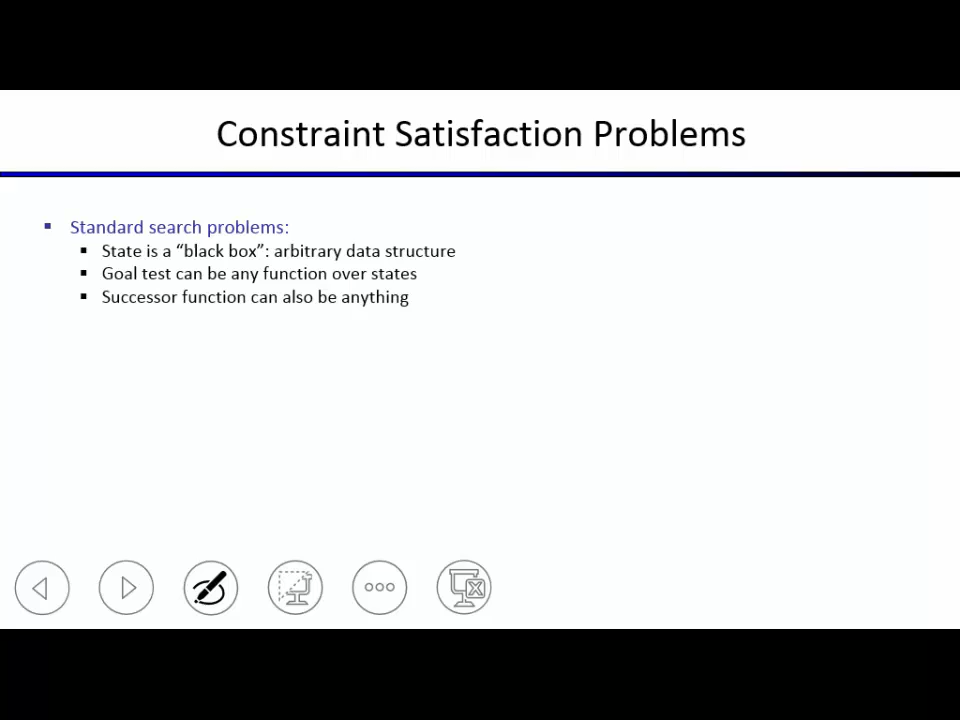 Constraint Satisfaction Problems
▪ Standard search problems:
▪ State is a “black box”: arbitrary data structure
▪ Goal test can be any function over states
▪ Successor function can also be anything